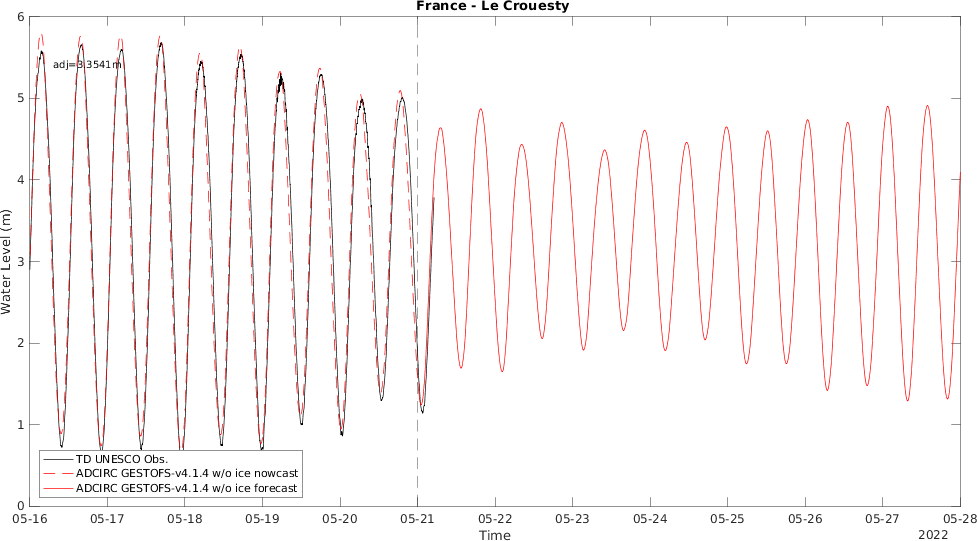 France - Le Crouesty
6
5
4
3
2
1
0
Water Level (m)
adj=3.3541m
TD UNESCO Obs.
ADCIRC GESTOFS-v4.1.4 w/o ice nowcast
ADCIRC GESTOFS-v4.1.4 w/o ice forecast
05-16 05-17 05-18 05-19 05-20 05-21 05-22 05-23 05-24 05-25 05-26 05-27 05-28
Time
2022